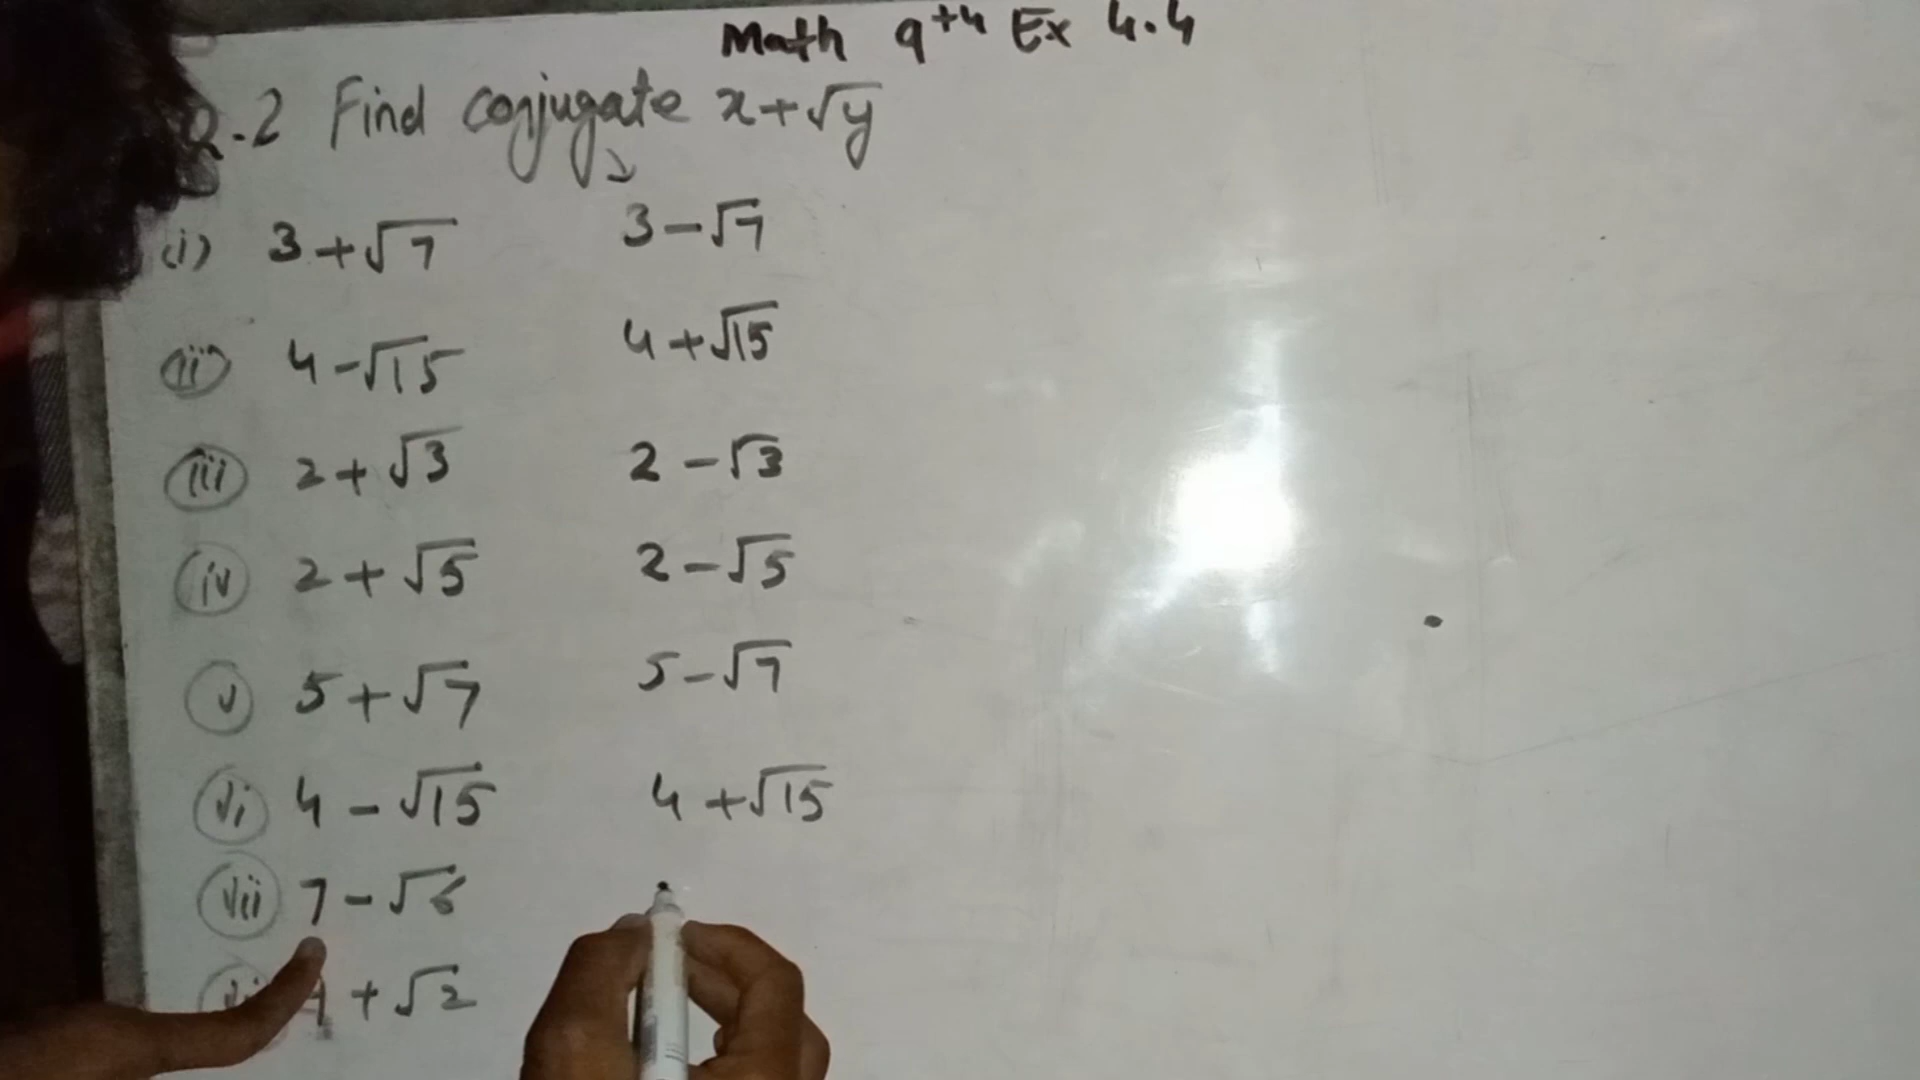 Math 9th Ex 4.4
Q.2 Find conjugate x+√y
(i) 3+√7 3-√7
(ii) 4-√15 4+√15
(iii) 2+√3 2-√3
(iv) 2+√5 2-√5
(v) 5+√7 5-√7
(vi) 4-√15 4+√15
(vii) 7-√6
+√2